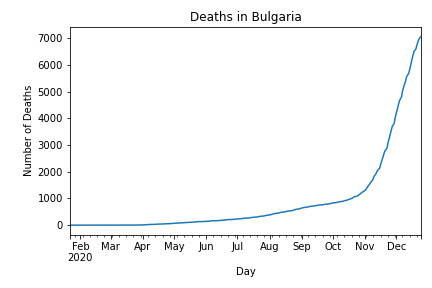 Deaths in Bulgaria
Number of Deaths
7000
6000
5000
4000
3000
2000
1000
0
Feb Mar Apr May Jun Jul Aug Sep Oct Nov Dec
2020
Day